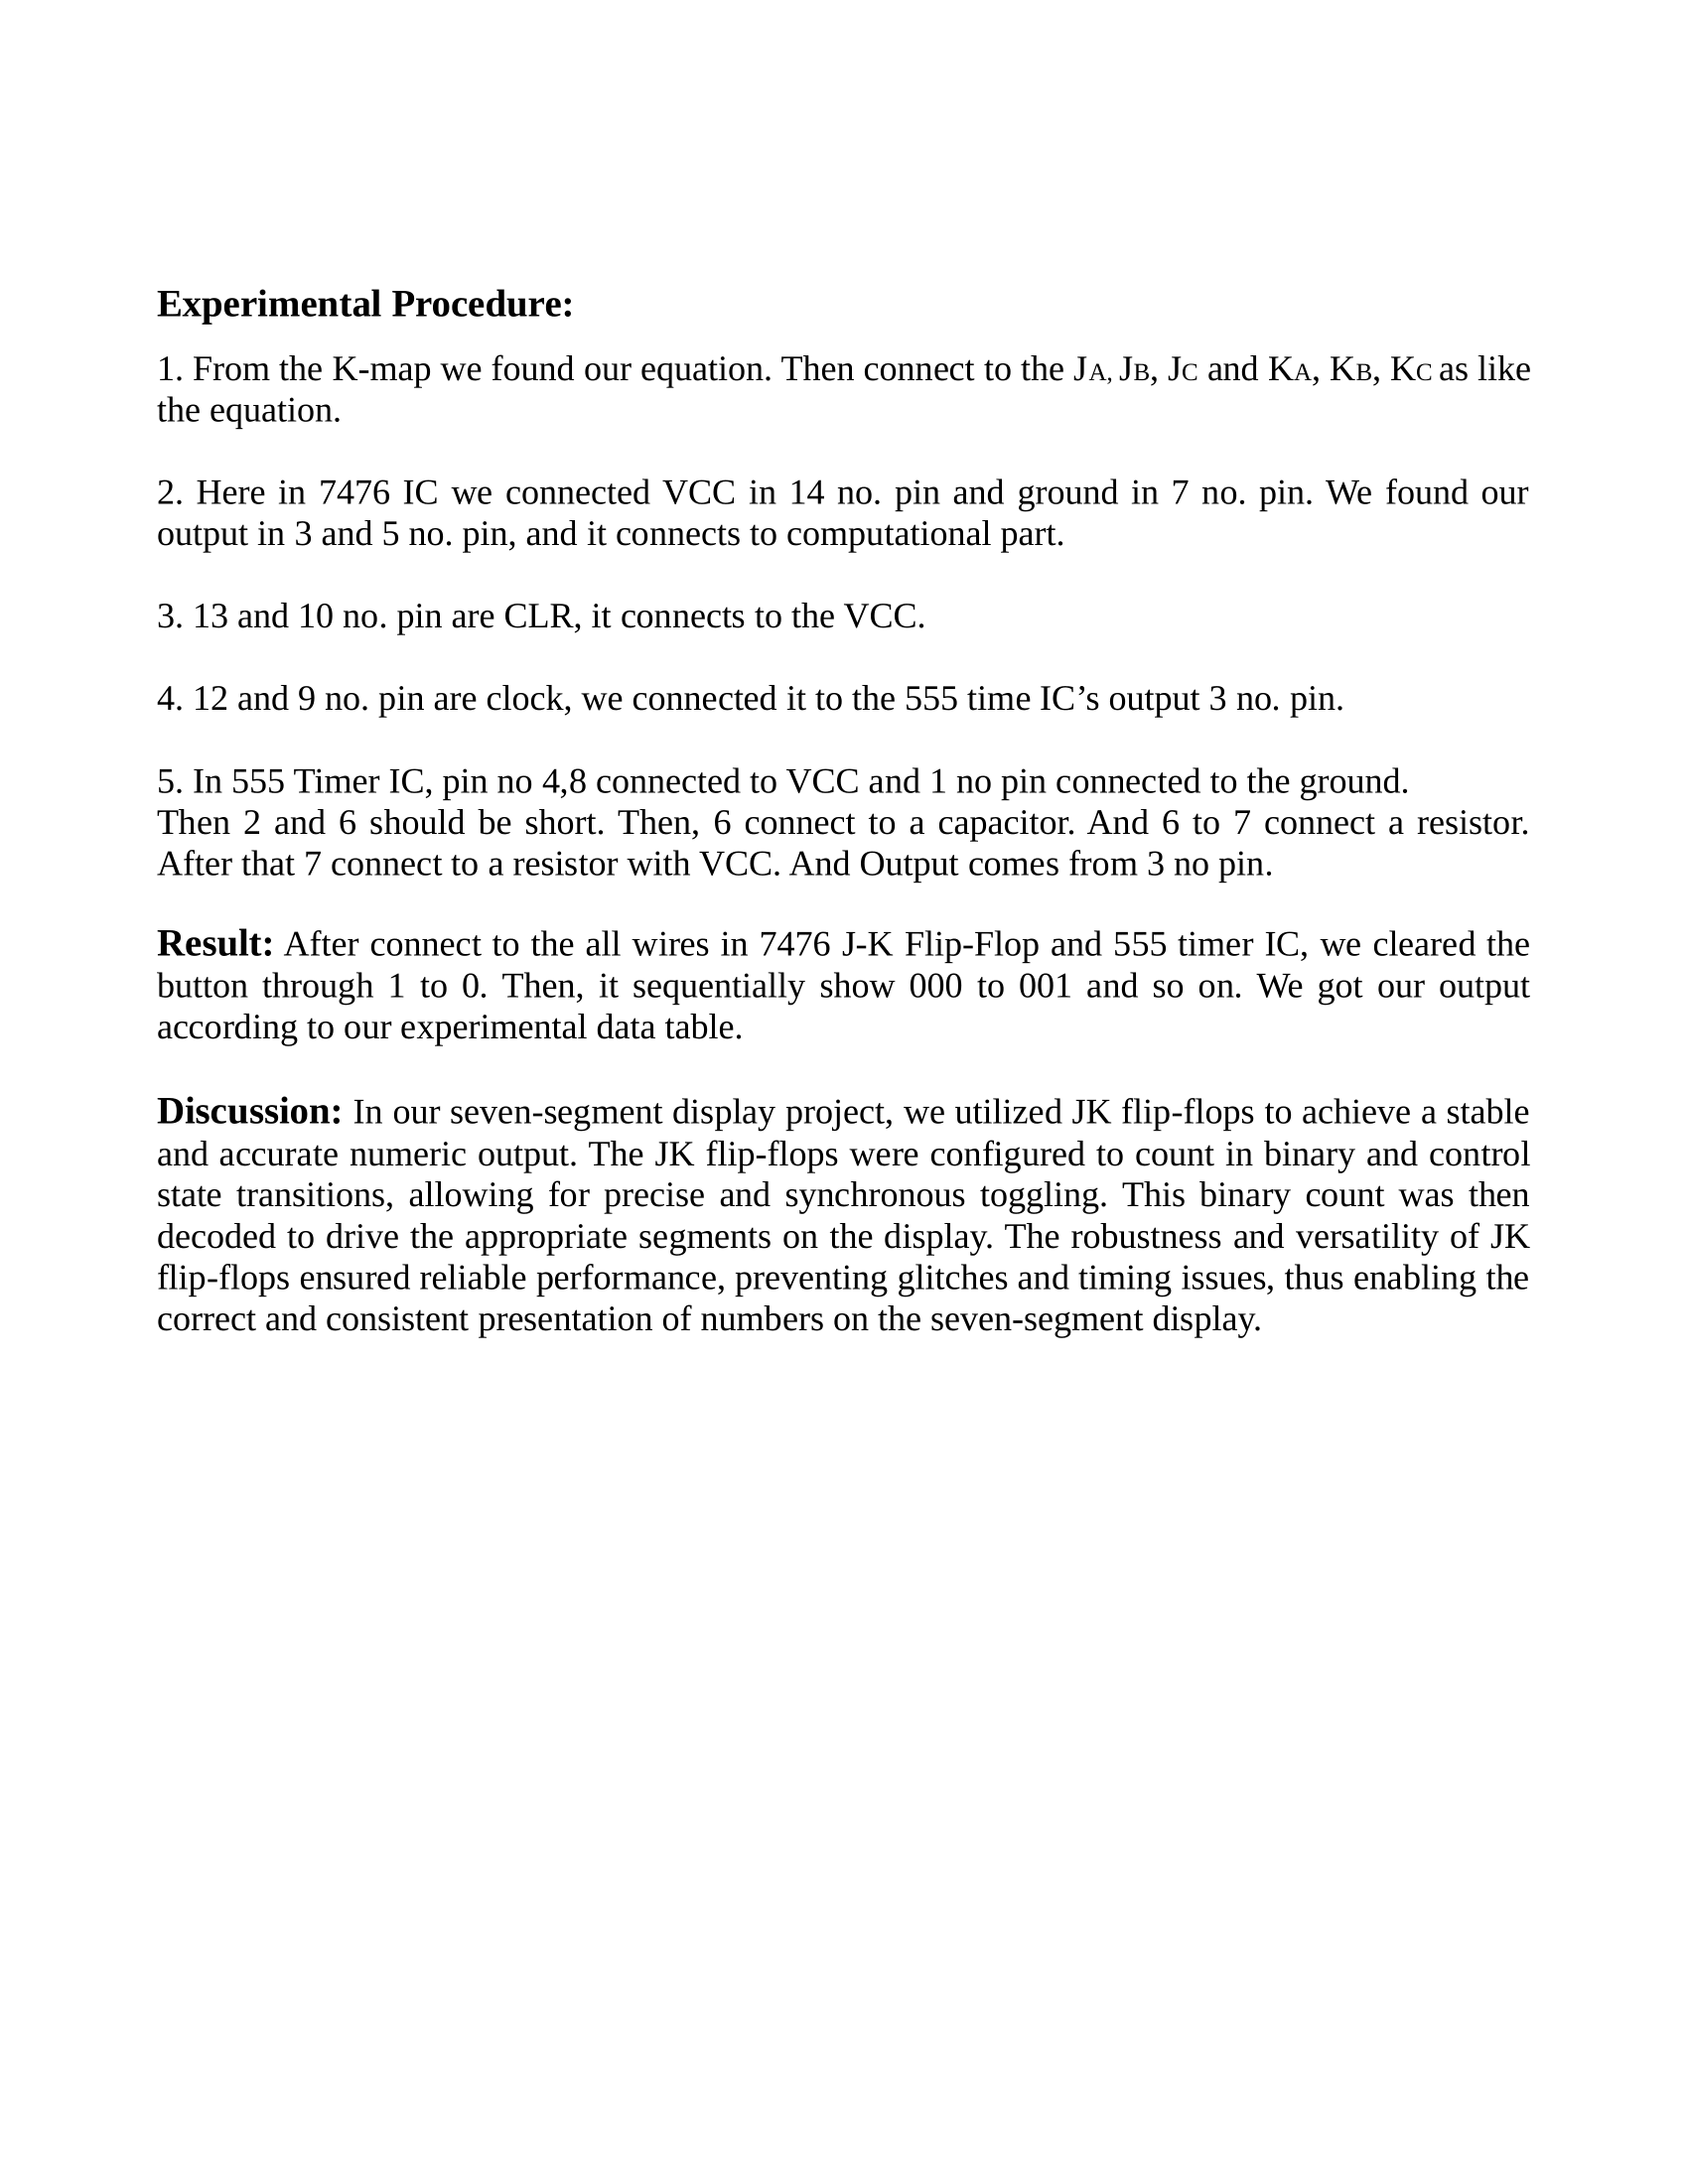 Experimental Procedure:
1. From the K-map we found our equation. Then connect to the JA, JB, JC and KA, KB, KC as like
the equation.
2. Here in 7476 IC we connected VCC in 14 no. pin and ground in 7 no. pin. We found our
output in 3 and 5 no. pin, and it connects to computational part.
3. 13 and 10 no. pin are CLR, it connects to the VCC.
4. 12 and 9 no. pin are clock, we connected it to the 555 time IC’s output 3 no. pin.
5. In 555 Timer IC, pin no 4,8 connected to VCC and 1 no pin connected to the ground.
Then 2 and 6 should be short. Then, 6 connect to a capacitor. And 6 to 7 connect a resistor.
After that 7 connect to a resistor with VCC. And Output comes from 3 no pin.
Result: After connect to the all wires in 7476 J-K Flip-Flop and 555 timer IC, we cleared the
button through 1 to 0. Then, it sequentially show 000 to 001 and so on. We got our output
according to our experimental data table.
Discussion: In our seven-segment display project, we utilized JK flip-flops to achieve a stable
and accurate numeric output. The JK flip-flops were configured to count in binary and control
state transitions, allowing for precise and synchronous toggling. This binary count was then
decoded to drive the appropriate segments on the display. The robustness and versatility of JK
flip-flops ensured reliable performance, preventing glitches and timing issues, thus enabling the
correct and consistent presentation of numbers on the seven-segment display.